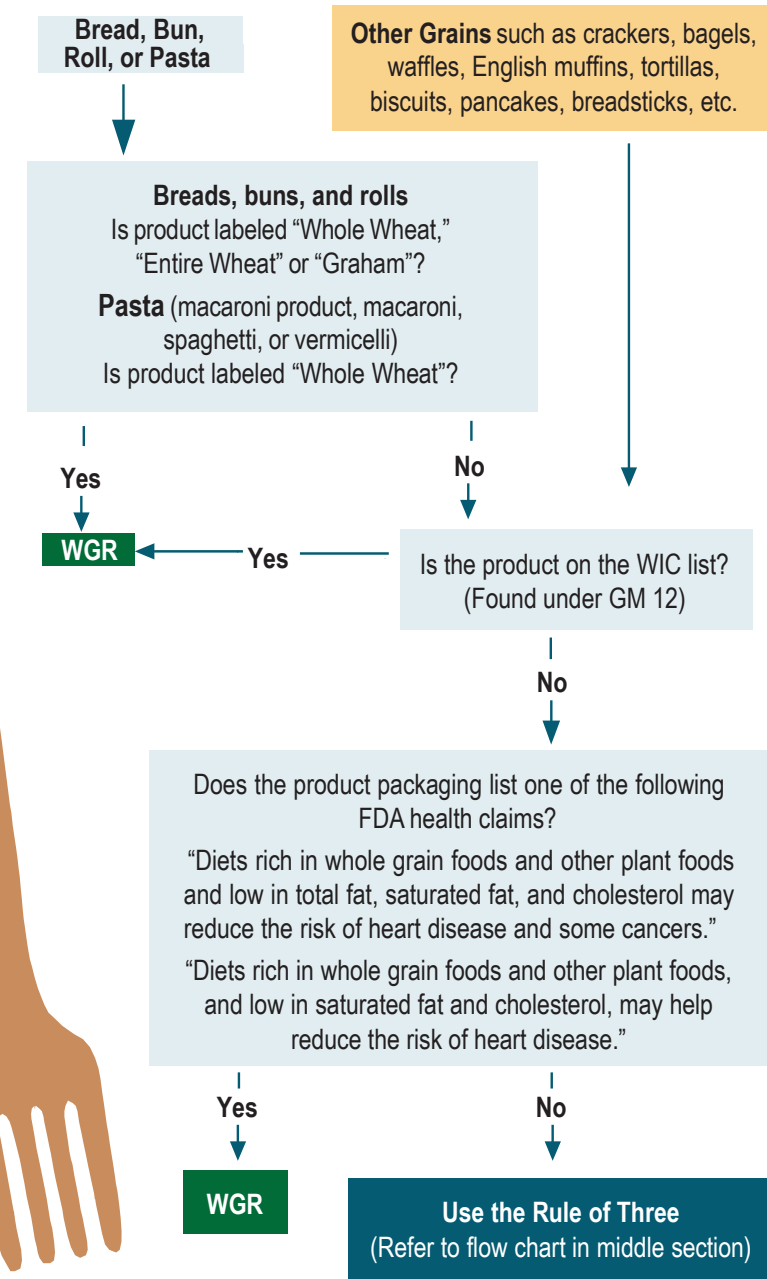 Bread, Bun,
Roll, or Pasta
Other Grains such as crackers, bagels,
waffles, English muffins, tortillas,
biscuits, pancakes, breadsticks, etc.
Breads, buns, and rolls
Is product labeled “Whole Wheat,”
“Entire Wheat” or “Graham”?
Pasta (macaroni product, macaroni,
spaghetti, or vermicelli)
Is product labeled “Whole Wheat”?
Yes
No
WGR
Yes
Is the product on the WIC list?
(Found under GM 12)
No
Does the product packaging list one of the following
FDA health claims?
“Diets rich in whole grain foods and other plant foods
and low in total fat, saturated fat, and cholesterol may
reduce the risk of heart disease and some cancers.”
“Diets rich in whole grain foods and other plant foods,
and low in saturated fat and cholesterol, may help
reduce the risk of heart disease.”
Yes
No
WGR
Use the Rule of Three
(Refer to flow chart in middle section)